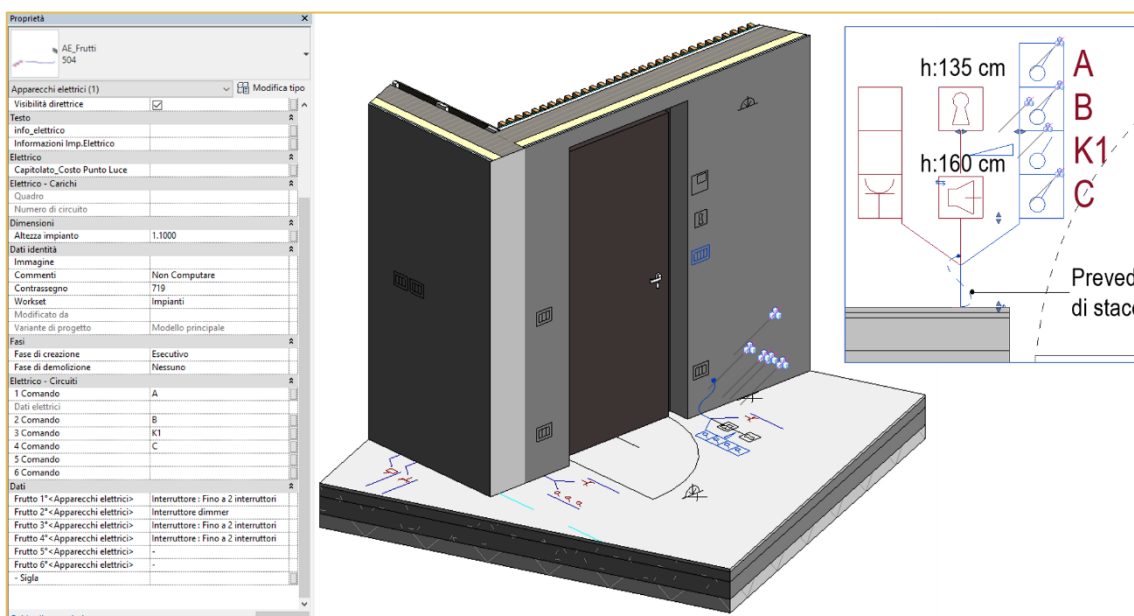 Proprietà
AE_Frutti
504
Apparecchi elettrici (1)
Modifica tipo
Visibilità direttrice
Testo
info_elettrico
Informazioni Imp.Elettrico
Elettrico
Capitolato_Costo Punto Luce
Elettrico - Carichi
Quadro
Numero di circuito
Dimensioni
Altezza impianto 1.1000
Dati identità
Immagine
Commenti Non Computare
Contrassegno 719
Workset Impianti
Modificato da
Variante di progetto Modello principale
Fasi
Fase di creazione Esecutivo
Fase di demolizione Nessuno
Elettrico - Circuiti
1 Comando A
Dati elettrici
2 Comando B
3 Comando K1
4 Comando C
5 Comando
6 Comando
Dati
Frutto 1°<Apparecchi elettrici> Interruttore : Fino a 2 interruttori
Frutto 2°<Apparecchi elettrici> Interruttore dimmer
Frutto 3°<Apparecchi elettrici> Interruttore : Fino a 2 interruttori
Frutto 4°<Apparecchi elettrici> Interruttore : Fino a 2 interruttori
Frutto 5°<Apparecchi elettrici> -
Frutto 6°<Apparecchi elettrici> -
- Sigla
h:135 cm
A
B
h:160 cm
K1
C
Preved
di stacc